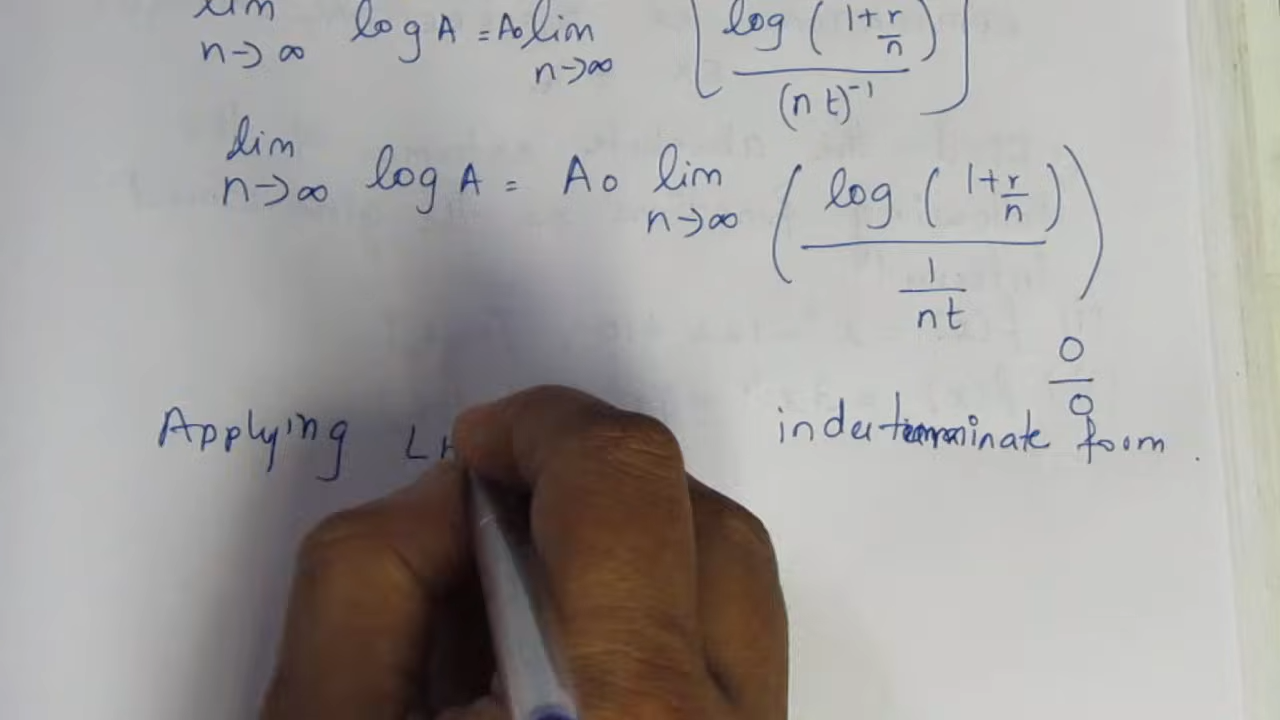 lim log A = A₀ lim [ log ( 1 + r/n ) / (n t)⁻¹ ]
n→∞ n→∞
lim log A = A₀ lim ( log ( 1 + r/n ) / 1/nt )
n→∞ n→∞
0/0
Applying LH indeterminate form.